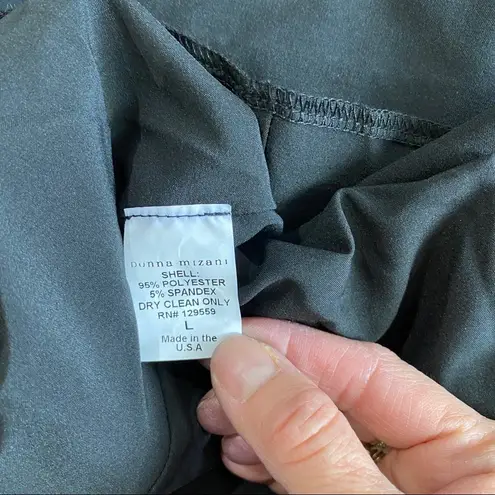 Donna mizani
SHELL:
95% POLYESTER
5% SPANDEX
DRY CLEAN ONLY
RN# 129559
L
Made in the
U.S.A